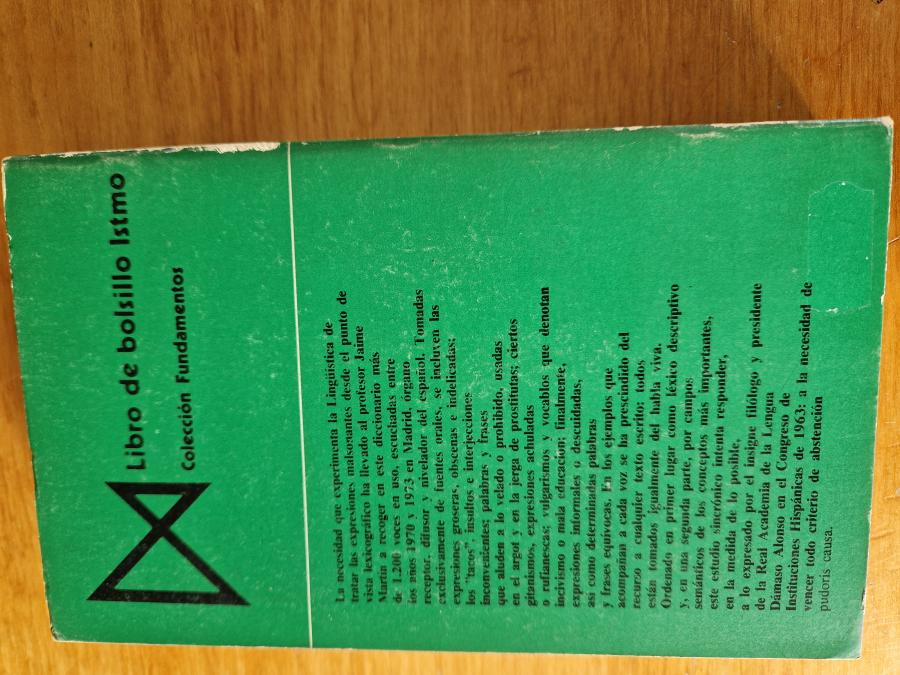 Libro de bolsillo Istmo
Colección Fundamentos
La necesidad que experimenta la Lingüística de
tratar las expresiones malsonantes desde el punto de
vista lexicográfico ha llevado al profesor Jaime
Martín a recoger en este diccionario más
de 1.200 voces en uso, escuchadas entre
los años 1970 y 1973 en Madrid, órgano
receptor, difusor y nivelador del español. Tomadas
exclusivamente de fuentes orales, se incluyen las
expresiones groseras, obscenas e indelicadas;
los "tacos", insultos e interjecciones
inconvenientes; palabras y frases
que aluden a lo velado o prohibido, usadas
en el argot y en la jerga de prostitutas; ciertos
gitanismos, expresiones achuladas
o rufianescas; vulgarismos y vocablos que denotan
incivismo o mala educación; finalmente,
expresiones informales o descuidadas,
así como determinadas palabras
y frases equívocas. En los ejemplos que
acompañan a cada voz se ha prescindido del
recurso a cualquier texto escrito; todos
están tomados igualmente del habla viva.
Ordenado en primer lugar como léxico descriptivo
y, en una segunda parte, por campos
semánticos de los conceptos más importantes,
este estudio sincrónico intenta responder,
en la medida de lo posible,
a lo expresado por el insigne filólogo y presidente
de la Real Academia de la Lengua
Dámaso Alonso en el Congreso de
Instituciones Hispánicas de 1963: a la necesidad de
vencer todo criterio de abstención
pudoris causa.